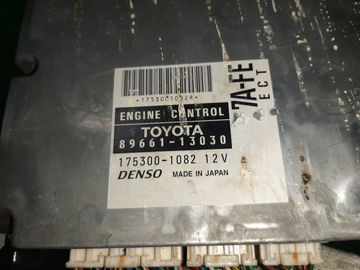 *175300-1082*
ENGINE CONTROL
TOYOTA
89661-13030
175300-1082 12V
DENSO MADE IN JAPAN
7A-FE
ECT